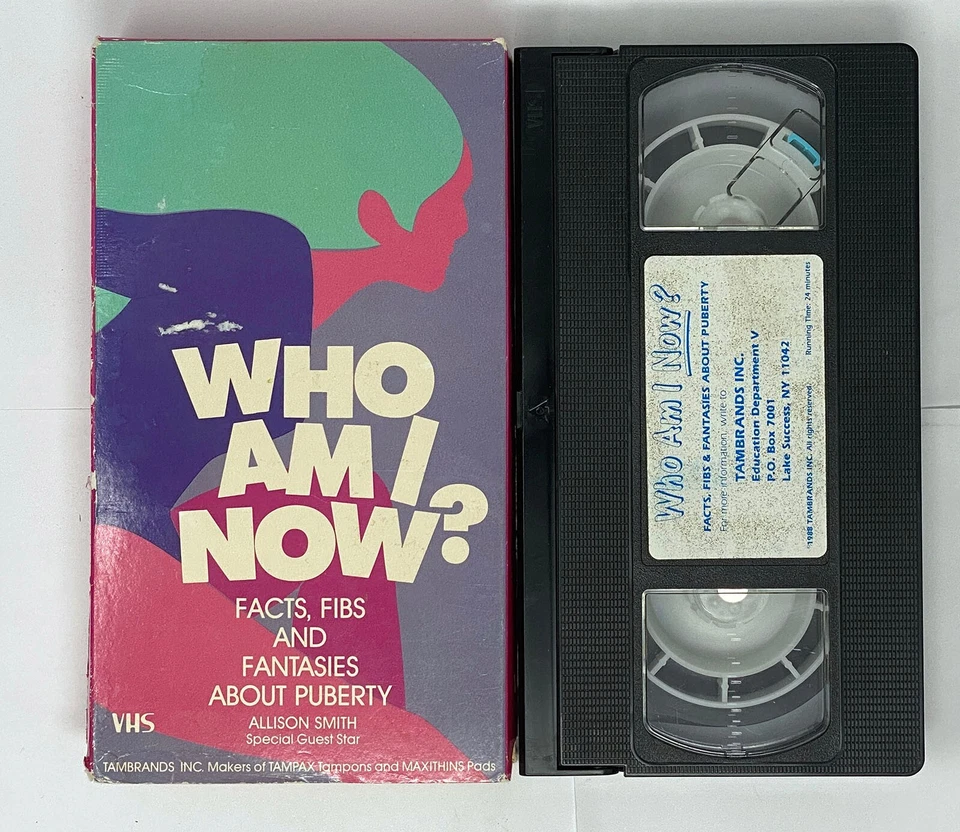 WHO
AM I
NOW?
FACTS, FIBS
AND
FANTASIES
ABOUT PUBERTY
ALLISON SMITH
Special Guest Star
VHS
TAMBRANDS INC. Makers of TAMPAX Tampons and MAXITHINS Pads
VHS
Who Am I Now?
FACTS, FIBS & FANTASIES ABOUT PUBERTY
For more information, write to
TAMBRANDS INC.
Education Department V
P.O. Box 7001
Lake Success, NY 11042
©1988 TAMBRANDS INC. All rights reserved. Running Time: 24 minutes